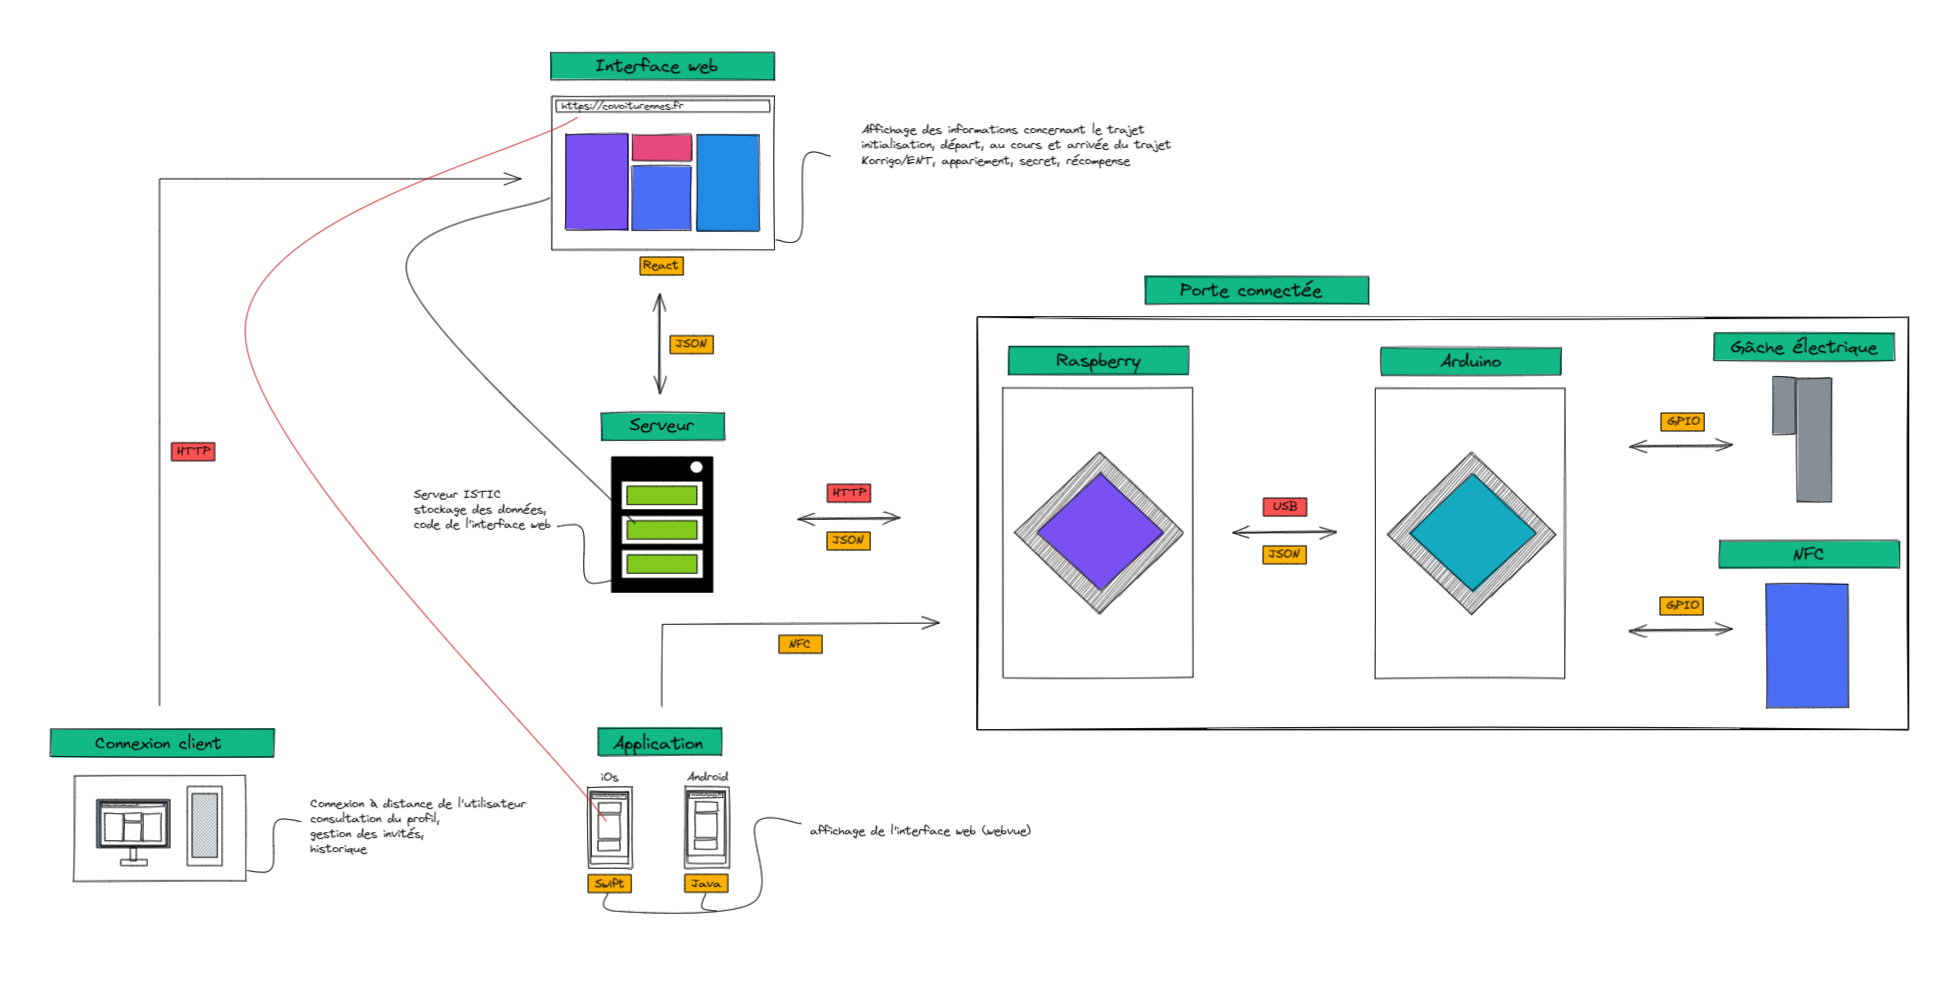 Interface web
https://covoiturennes.fr
Affichage des informations concernant le trajet
initialisation, départ, au cours et arrivée du trajet
Korrigo/ENT, appariement, secret, récompense
React
JSON
Porte connectée
Raspberry
Arduino
Gâche électrique
GPIO
Serveur
HTTP
Serveur ISTIC
stockage des données,
code de l'interface web
HTTP
JSON
USB
JSON
NFC
GPIO
NFC
Connexion client
Application
iOs
Android
Connexion à distance de l'utilisateur
consultation du profil,
gestion des invités,
historique
affichage de l'interface web (webvue)
Swift
Java